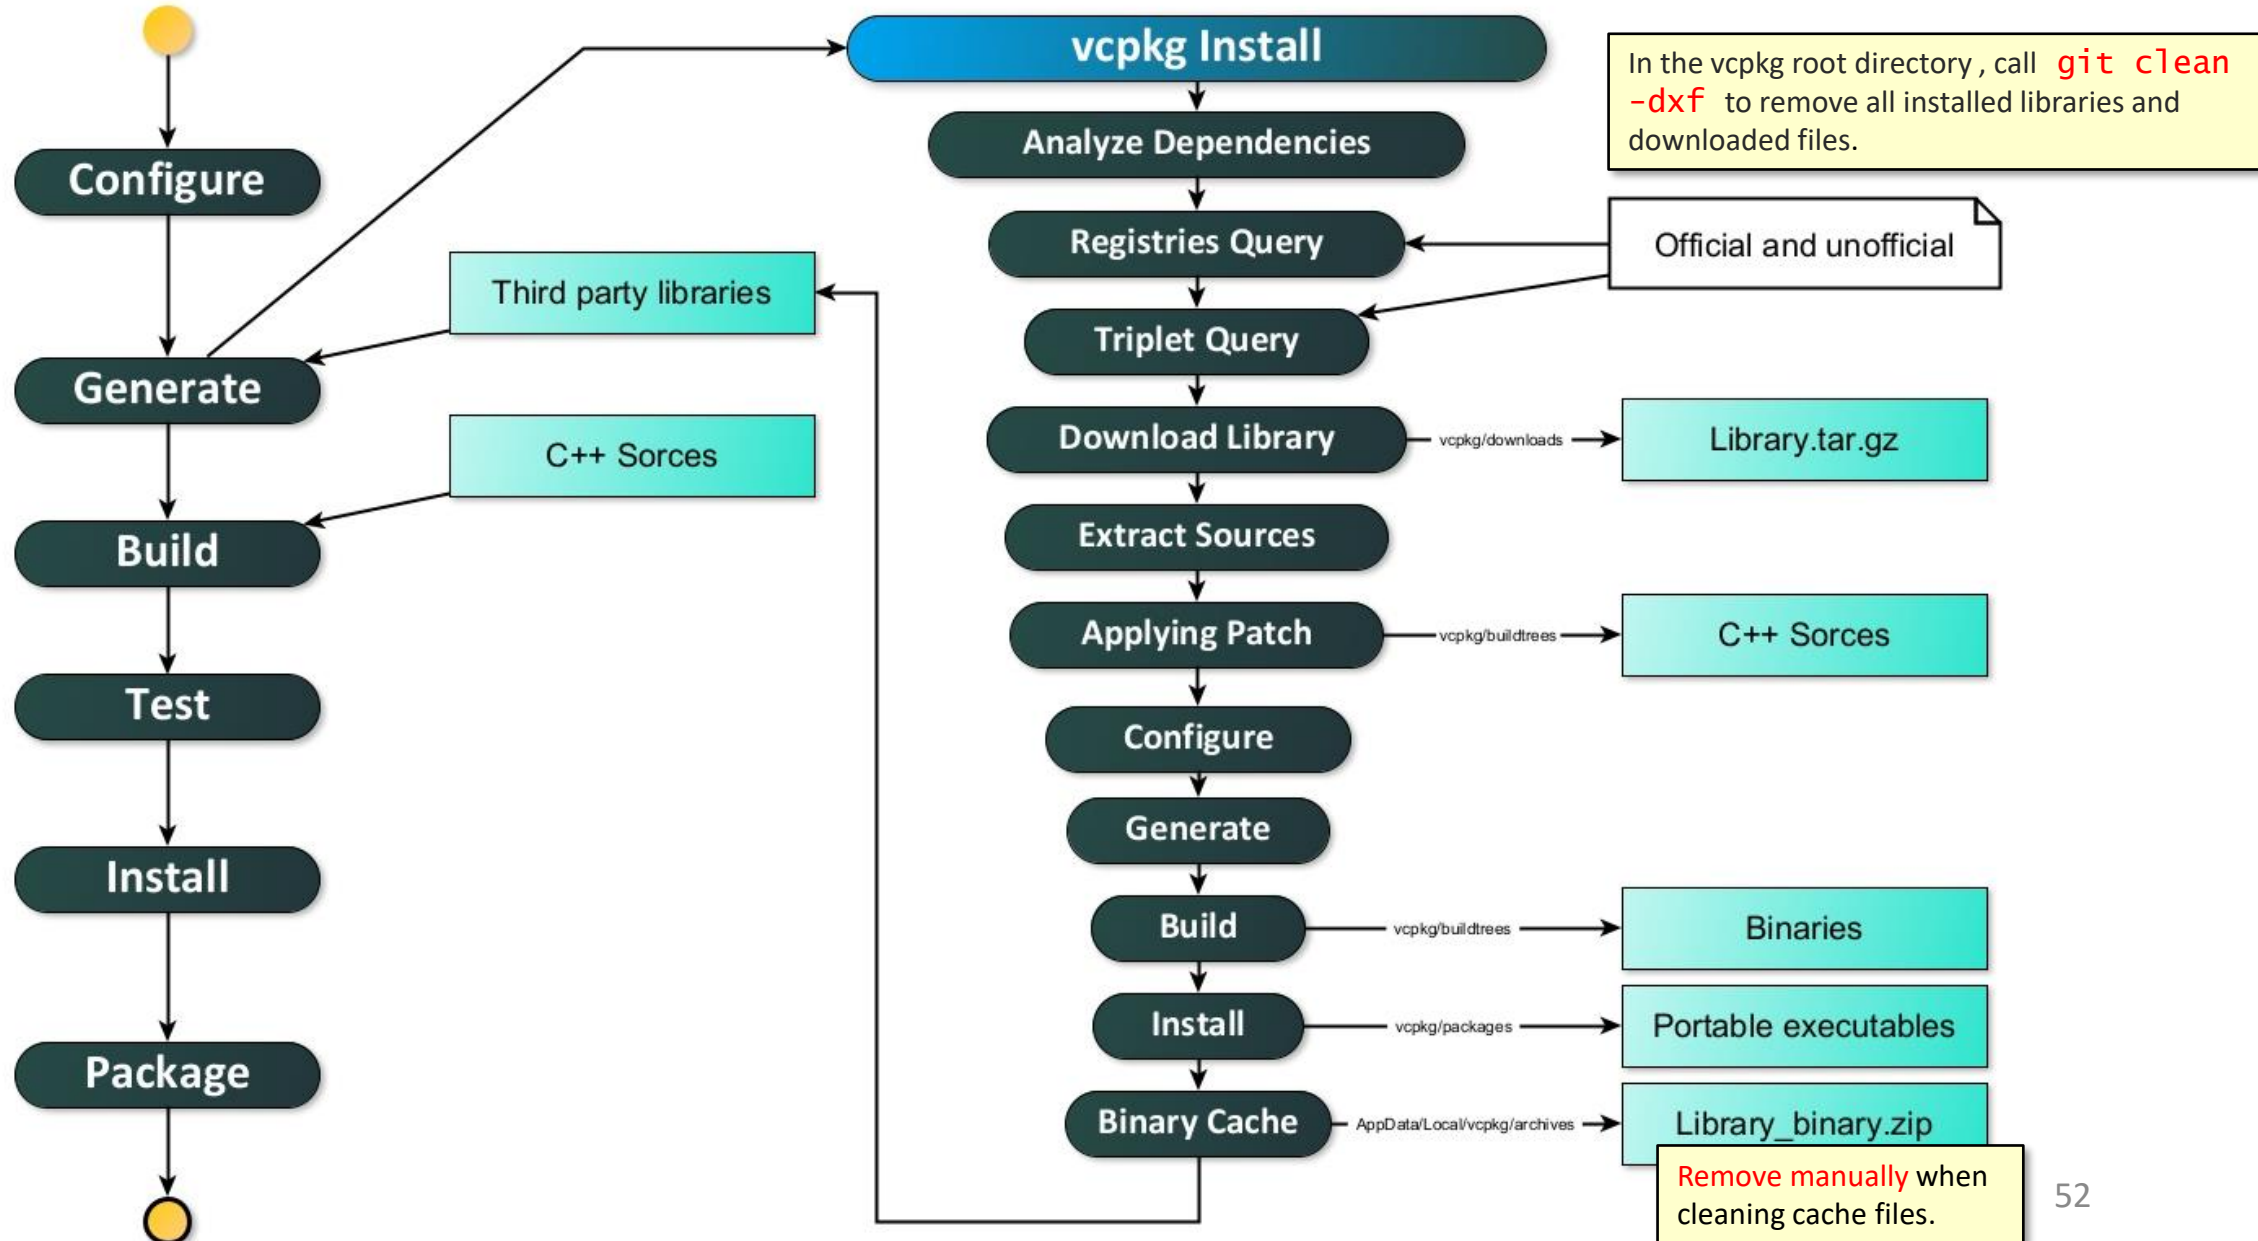 Configure
Generate
Build
Test
Install
Package
Third party libraries
C++ Sorces
vcpkg Install
Analyze Dependencies
Registries Query
Triplet Query
Download Library
Extract Sources
Applying Patch
Configure
Generate
Build
Install
Binary Cache
vcpkg/downloads
vcpkg/buildtrees
vcpkg/buildtrees
vcpkg/packages
AppData/Local/vcpkg/archives
In the vcpkg root directory , call git clean
-dxf to remove all installed libraries and
downloaded files.
Official and unofficial
Library.tar.gz
C++ Sorces
Binaries
Portable executables
Library_binary.zip
Remove manually when
cleaning cache files.
52